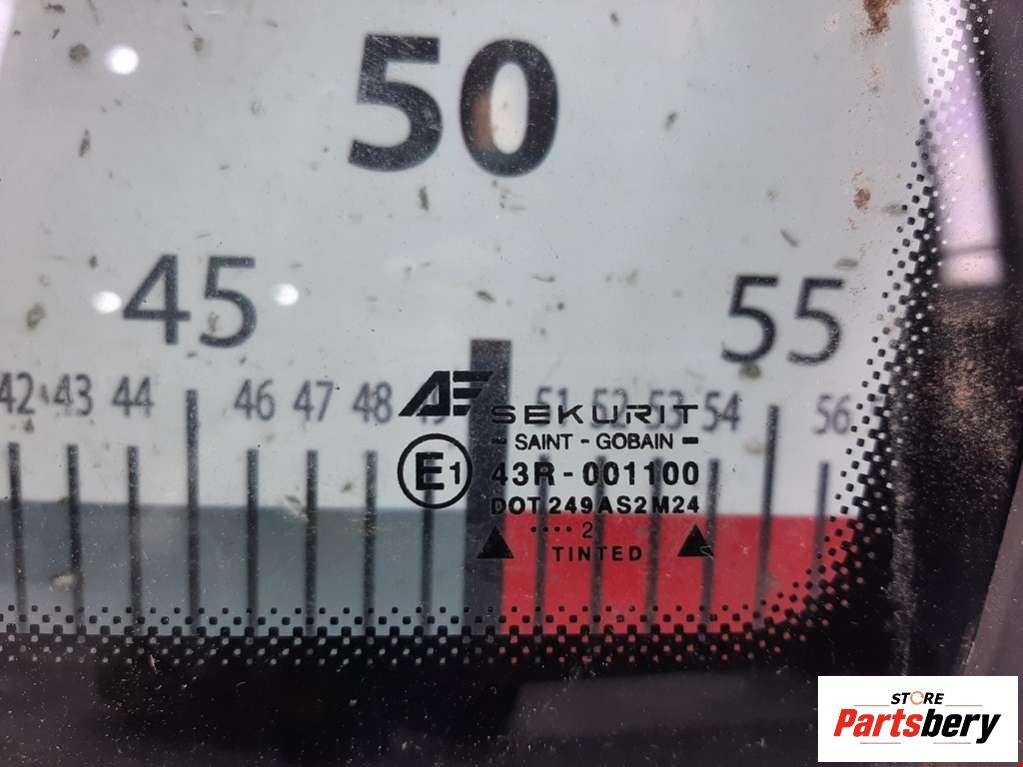 50
45
55
42 43 44 46 47 48 49 51 52 53 54 56
SEKURIT
SAINT - GOBAIN
E1
43R - 001100
DOT 249 AS2 M24
.... 2
TINTED
STORE
Partsbery